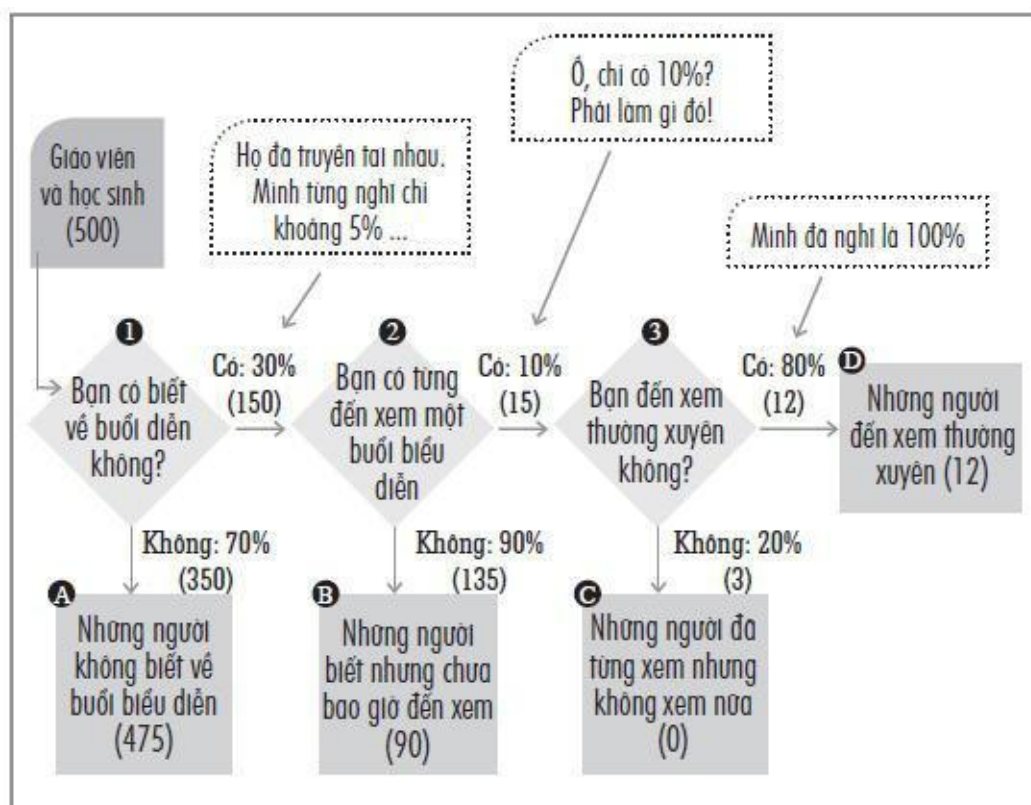 Ồ, chỉ có 10%?
Phải làm gì đó!
Giáo viên
và học sinh
(500)
Họ đã truyền tai nhau.
Mình từng nghĩ chỉ
khoảng 5% ...
Mình đã nghĩ là 100%
1
Bạn có biết
về buổi diễn
không?
Có: 30%
(150)
2
Bạn có từng
đến xem một
buổi biểu
diễn
Có: 10%
(15)
3
Bạn đến xem
thường xuyên
không?
Có: 80%
(12)
D
Những người
đến xem thường
xuyên (12)
Không: 70%
(350)
Không: 90%
(135)
Không: 20%
(3)
A
Những người
không biết về
buổi biểu diễn
(475)
B
Những người
biết nhưng chưa
bao giờ đến xem
(90)
C
Những người đã
từng xem nhưng
không xem nữa
(0)